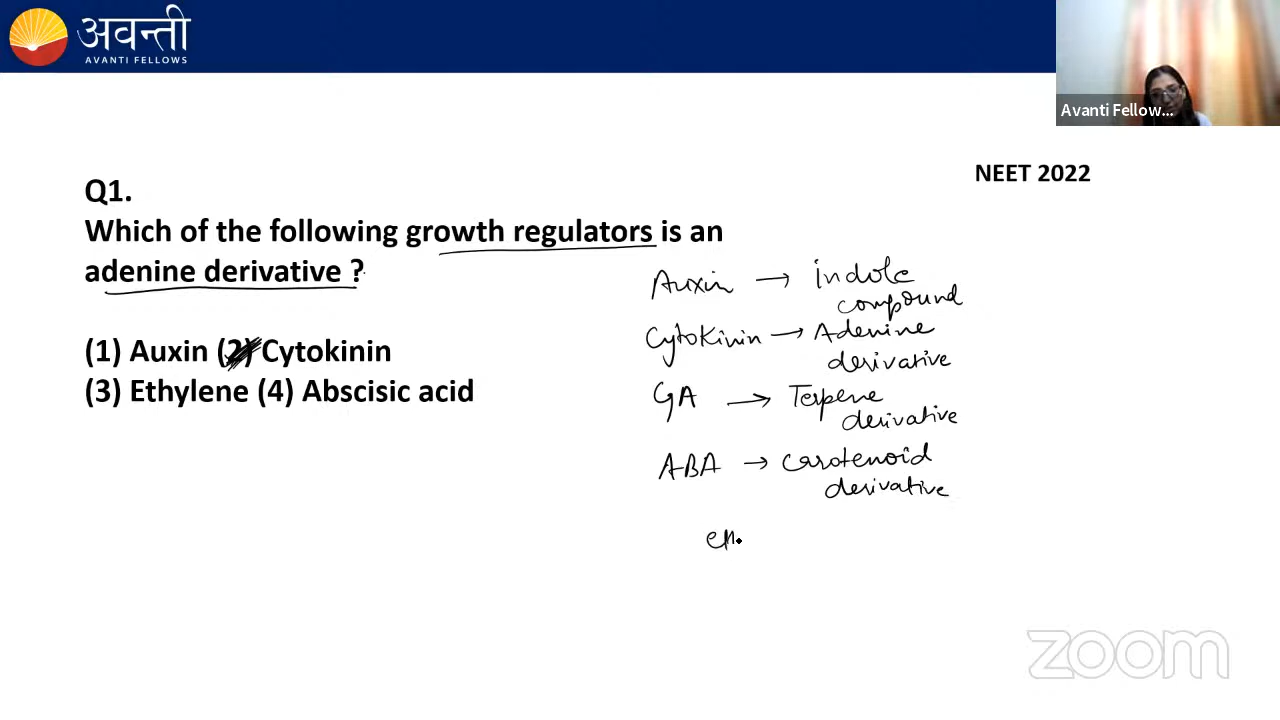 अवन्ती
AVANTI FELLOWS
Avanti Fellow...
NEET 2022
Q1.
Which of the following growth regulators is an
adenine derivative ?
(1) Auxin (2) Cytokinin
(3) Ethylene (4) Abscisic acid
Auxin → indole
compound
Cytokinin → Adenine
derivative
GA → Terpene
derivative
ABA → carotenoid
derivative
eth
zoom